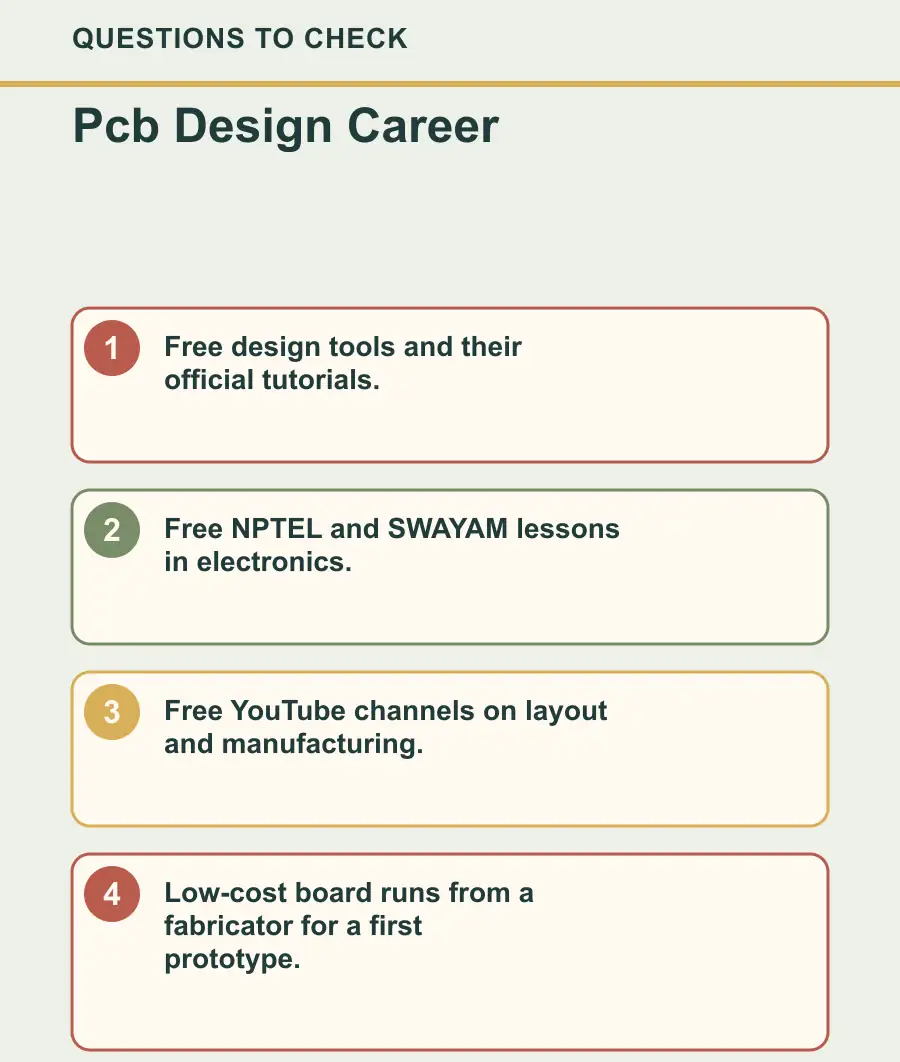 QUESTIONS TO CHECK
Pcb Design Career
1
Free design tools and their
official tutorials.
2
Free NPTEL and SWAYAM lessons
in electronics.
3
Free YouTube channels on layout
and manufacturing.
4
Low-cost board runs from a
fabricator for a first
prototype.